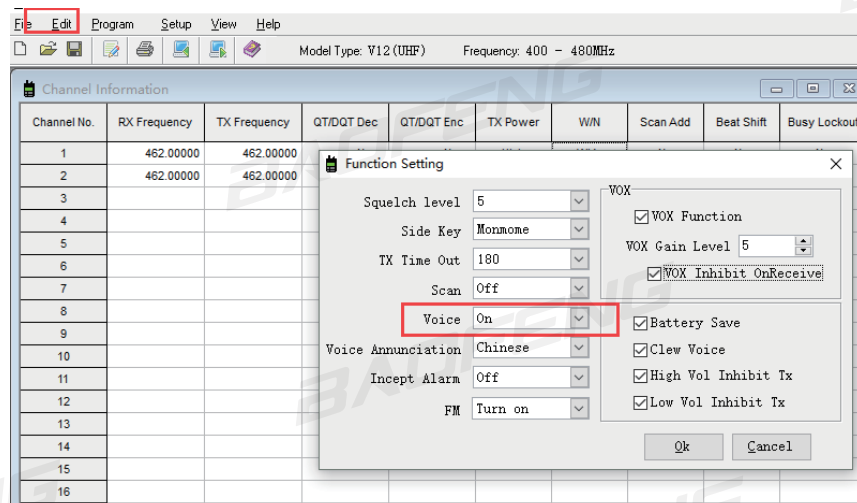 File Edit Program Setup View Help
Model Type: V12(UHF) Frequency: 400 - 480MHz
Channel Information
Channel No. RX Frequency TX Frequency QT/DQT Dec QT/DQT Enc TX Power W/N Scan Add Beat Shift Busy Lockout
1 462.00000 462.00000
2 462.00000 462.00000
3
4
5
6
7
8
9
10
11
12
13
14
15
16
Function Setting
Squelch level 5
Side Key Monmome
TX Time Out 180
Scan Off
Voice On
Voice Annunciation Chinese
Incept Alarm Off
FM Turn on
VOX
VOX Function
VOX Gain Level 5
VOX Inhibit OnReceive
Battery Save
Clew Voice
High Vol Inhibit Tx
Low Vol Inhibit Tx
Ok Cancel
BAOFENG
BAOFENG